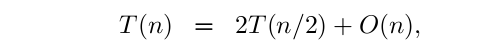 T(n) = 2T(n/2) + O(n),